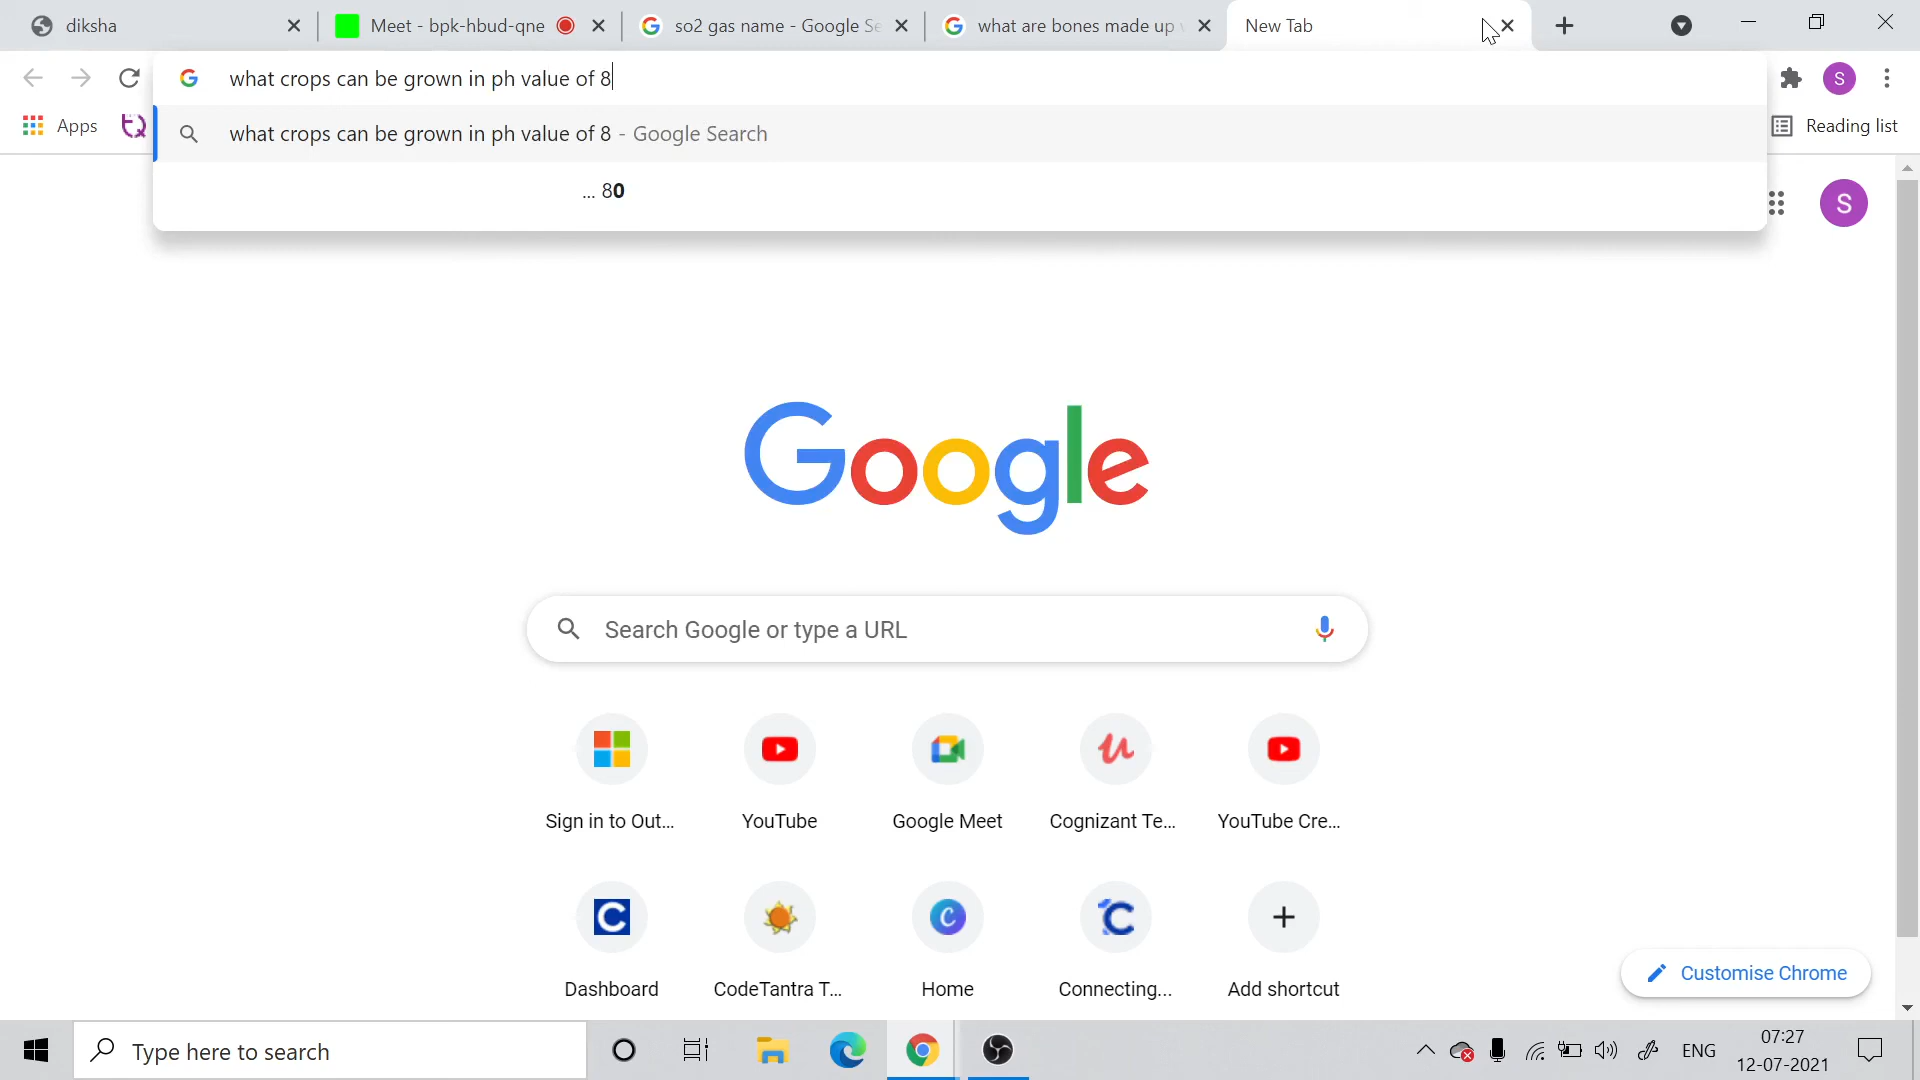 diksha
Meet - bpk-hbud-qne
so2 gas name - Google Se
what are bones made up
New Tab
what crops can be grown in ph value of 8
Apps
what crops can be grown in ph value of 8 - Google Search
Reading list
... 80
S
S
Google
Search Google or type a URL
Sign in to Out...
YouTube
Google Meet
Cognizant Te...
YouTube Cre...
Dashboard
CodeTantra T...
Home
Connecting...
Add shortcut
Customise Chrome
Type here to search
ENG
07:27
12-07-2021